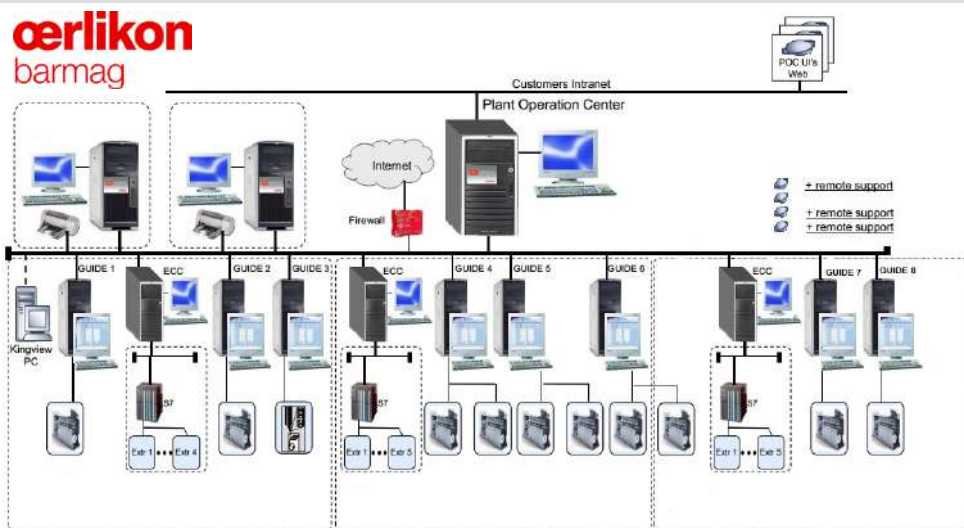 œrlikon
barmag
POC UI's
Web
Customers Intranet
Plant Operation Center
Internet
Firewall
+ remote support
+ remote support
+ remote support
GUIDE 1
ECC
GUIDE 2
GUIDE 3
ECC
GUIDE 4
GUIDE 5
GUIDE 6
ECC
GUIDE 7
GUIDE 8
Kingview
PC
S7
S7
S7
Extr 1
Extr 4
Extr 1
Extr 5
Extr 1
Extr 5